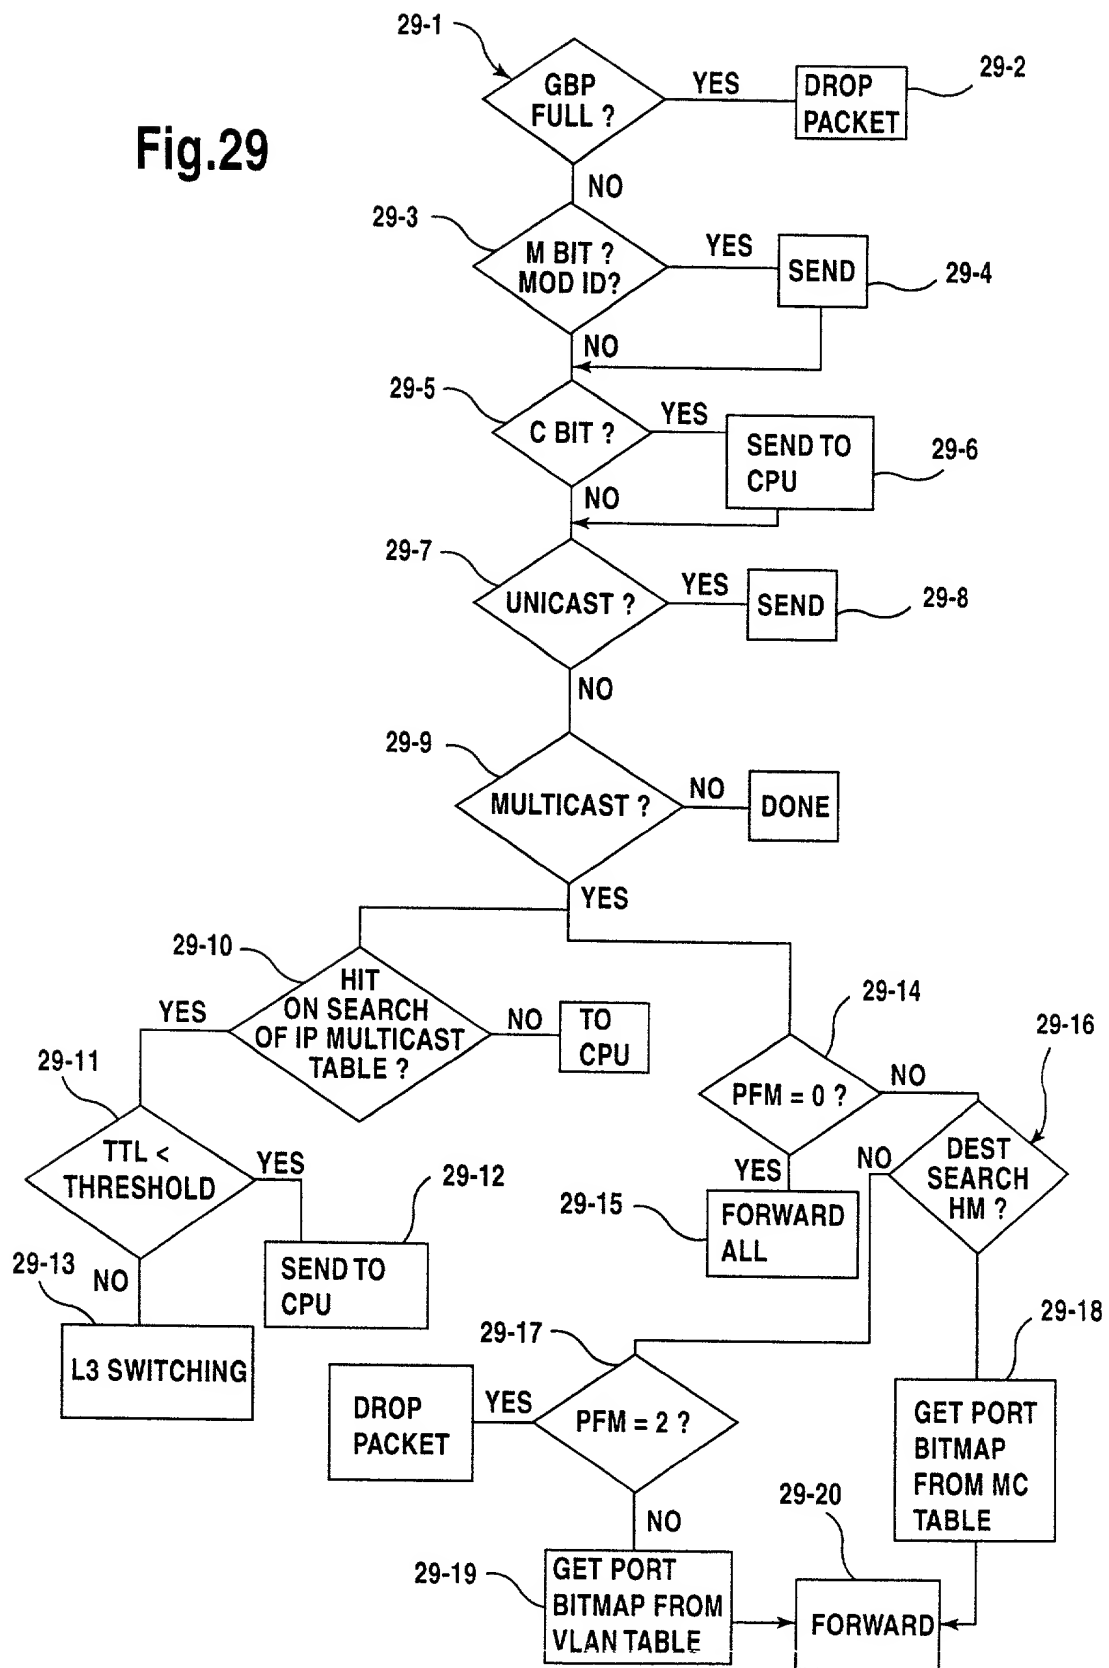 Fig.29
29-1
GBP
FULL ?
YES
DROP
PACKET
29-2
NO
29-3
M BIT ?
MOD ID?
YES
SEND
29-4
NO
29-5
C BIT ?
YES
SEND TO
CPU
29-6
NO
29-7
UNICAST ?
YES
SEND
29-8
NO
29-9
MULTICAST ?
NO
DONE
YES
29-10
HIT
ON SEARCH
OF IP MULTICAST
TABLE ?
YES
NO
TO
CPU
29-11
TTL <
THRESHOLD
YES
29-12
SEND TO
CPU
NO
29-13
L3 SWITCHING
29-14
PFM = 0 ?
NO
YES
29-15
FORWARD
ALL
29-16
DEST
SEARCH
HM ?
NO
29-17
PFM = 2 ?
YES
DROP
PACKET
NO
29-18
GET PORT
BITMAP
FROM MC
TABLE
29-19
GET PORT
BITMAP FROM
VLAN TABLE
29-20
FORWARD